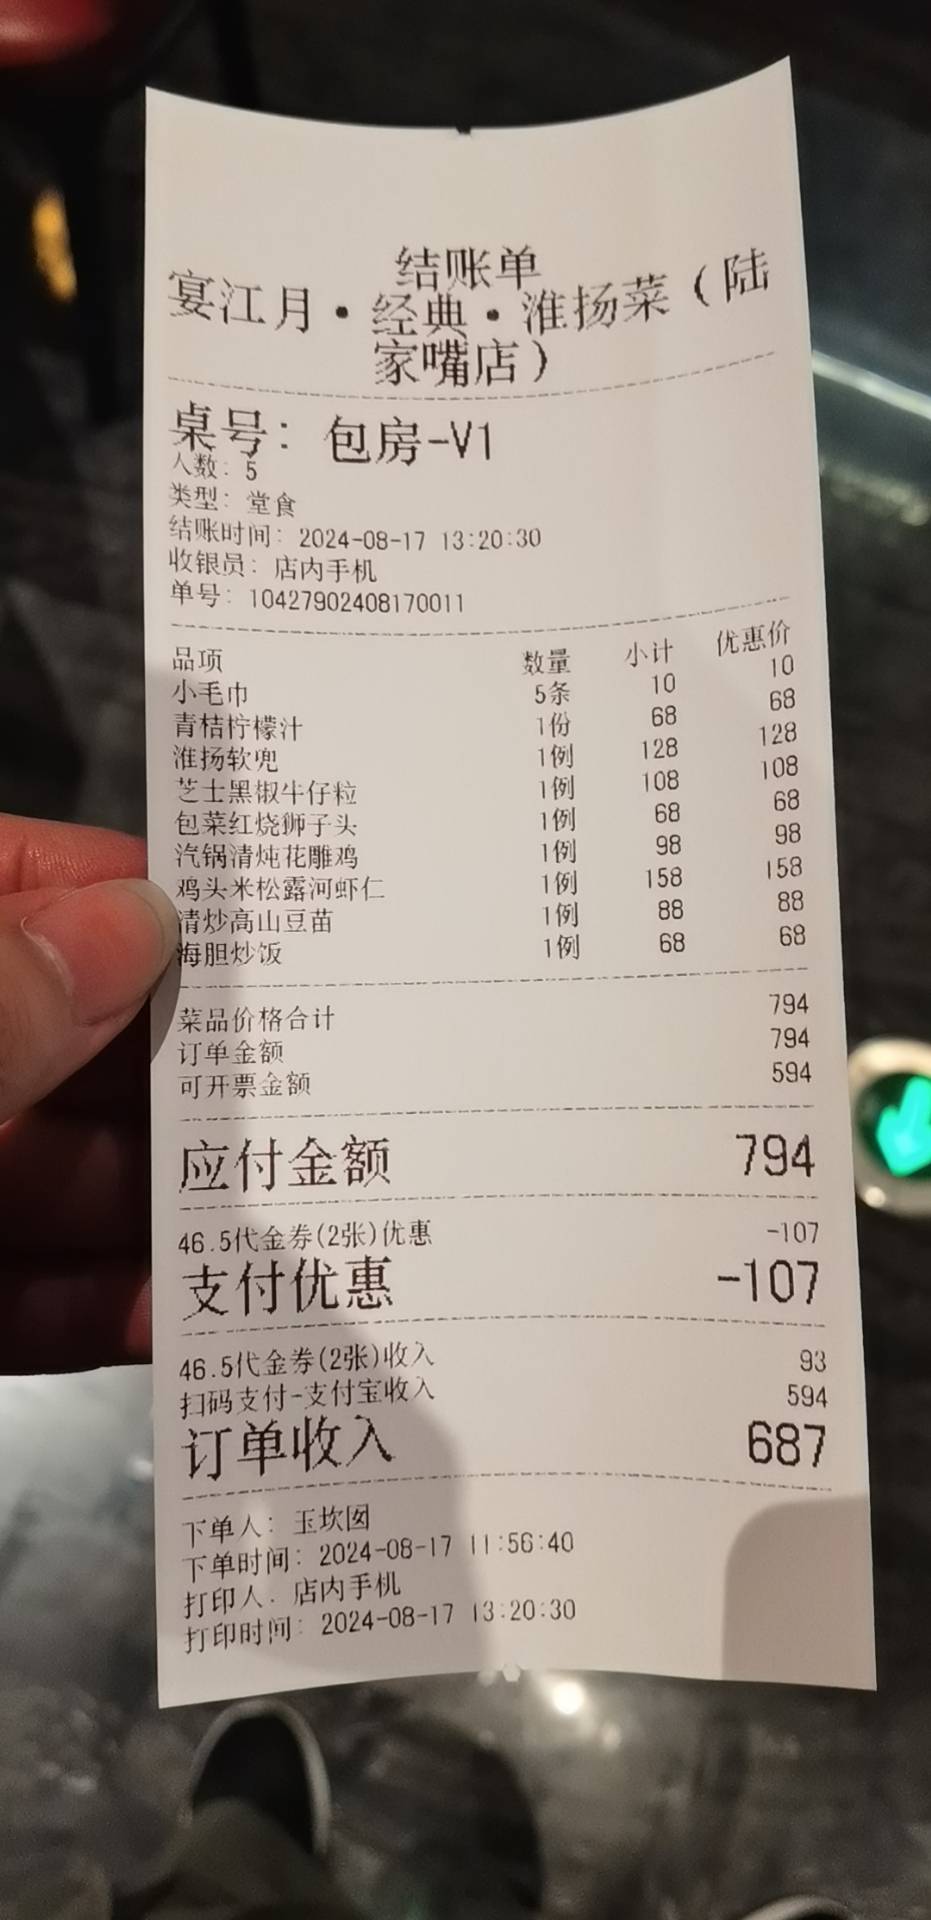 结账单
宴江月·经典·淮扬菜（陆
家嘴店）
桌号：包房-V1
人数：5
类型：堂食
结账时间：2024-08-17 13:20:30
收银员：店内手机
单号：10427902408170011
品项 数量 小计 优惠价
小毛巾 5条 10 10
青桔柠檬汁 1份 68 68
淮扬软兜 1例 128 128
芝士黑椒牛仔粒 1例 108 108
包菜红烧狮子头 1例 68 68
汽锅清炖花雕鸡 1例 98 98
鸡头米松露河虾仁 1例 158 158
清炒高山豆苗 1例 88 88
海胆炒饭 1例 68 68
菜品价格合计 794
订单金额 794
可开票金额 594
应付金额 794
46.5代金券(2张)优惠 -107
支付优惠 -107
46.5代金券(2张)收入 93
扫码支付-支付宝收入 594
订单收入 687
下单人：玉坎囡
下单时间：2024-08-17 11:56:40
打印人：店内手机
打印时间：2024-08-17 13:20:30